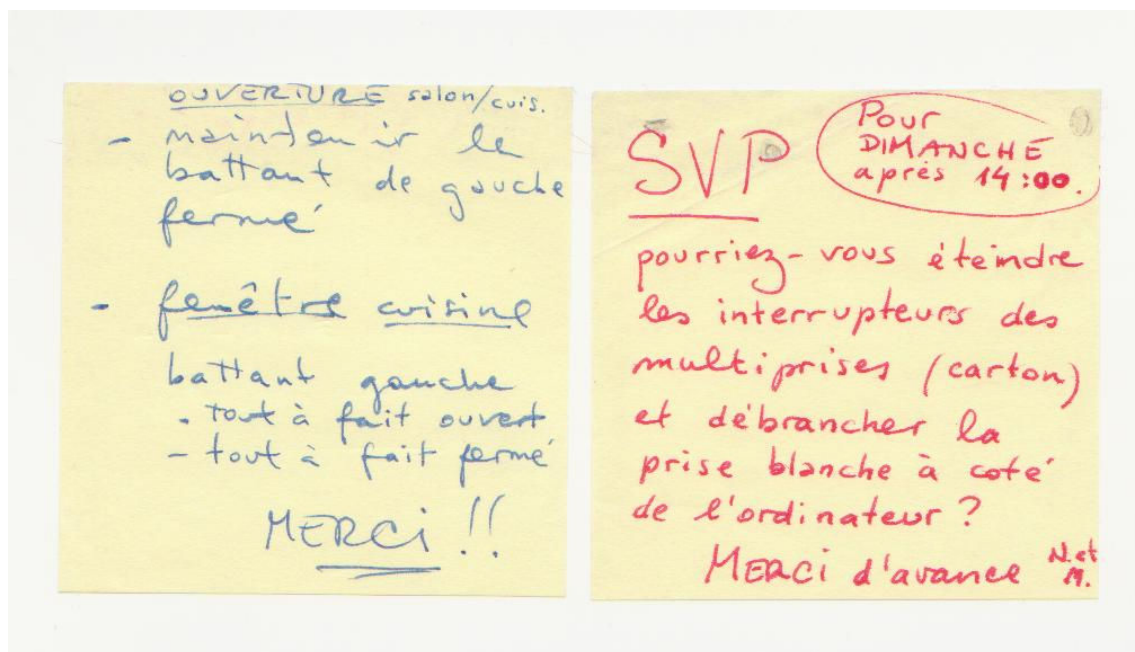 OUVERTURE salon/cuis.
- maintenir le
battant de gauche
fermé
- fenêtre cuisine
battant gauche
- tout à fait ouvert
- tout à fait fermé
MERCi !!
SVP
Pour
DIMANCHE
après 14:00.
pourriez-vous éteindre
les interrupteurs des
multiprises (carton)
et débrancher la
prise blanche à coté
de l'ordinateur ?
MERCi d'avance N. et
M.